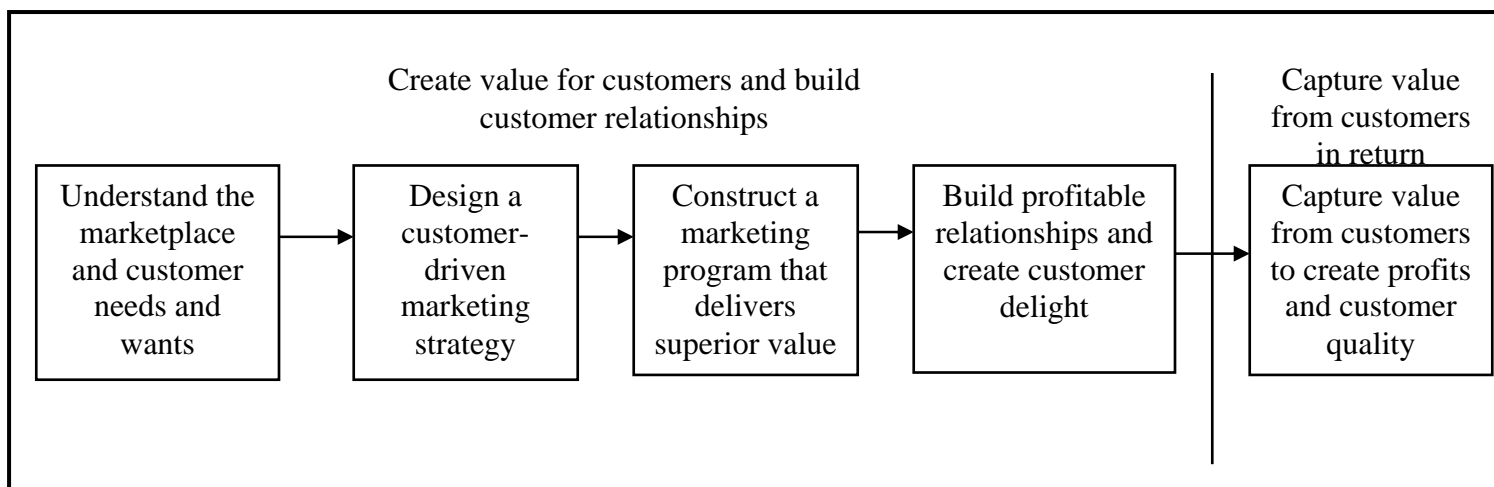 Create value for customers and build
customer relationships
Capture value
from customers
in return
Understand the
marketplace
and customer
needs and
wants
Design a
customer-
driven
marketing
strategy
Construct a
marketing
program that
delivers
superior value
Build profitable
relationships and
create customer
delight
Capture value
from customers
to create profits
and customer
quality